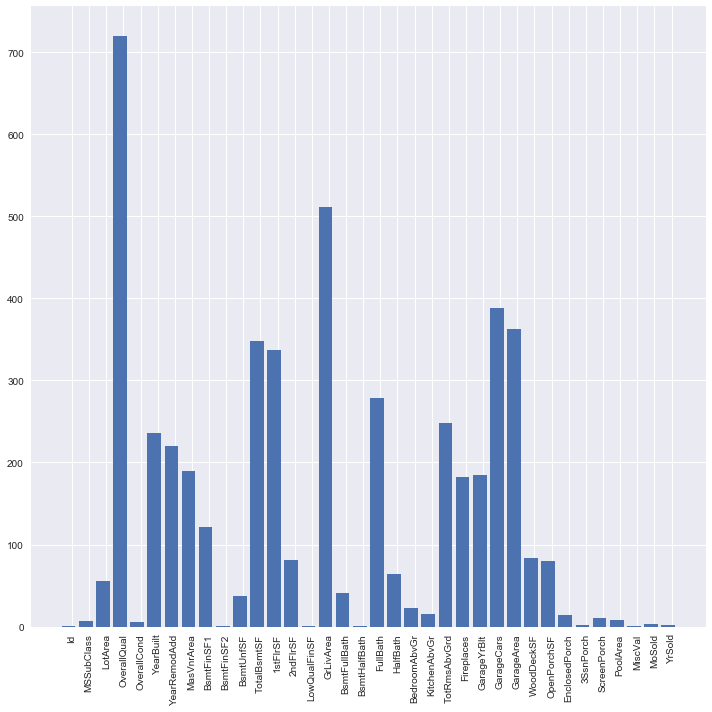 700
600
500
400
300
200
100
0
Id
MSSubClass
LotArea
OverallQual
OverallCond
YearBuilt
YearRemodAdd
MasVnrArea
BsmtFinSF1
BsmtFinSF2
BsmtUnfSF
TotalBsmtSF
1stFlrSF
2ndFlrSF
LowQualFinSF
GrLivArea
BsmtFullBath
BsmtHalfBath
FullBath
HalfBath
BedroomAbvGr
KitchenAbvGr
TotRmsAbvGrd
Fireplaces
GarageYrBlt
GarageCars
GarageArea
WoodDeckSF
OpenPorchSF
EnclosedPorch
3SsnPorch
ScreenPorch
PoolArea
MiscVal
MoSold
YrSold